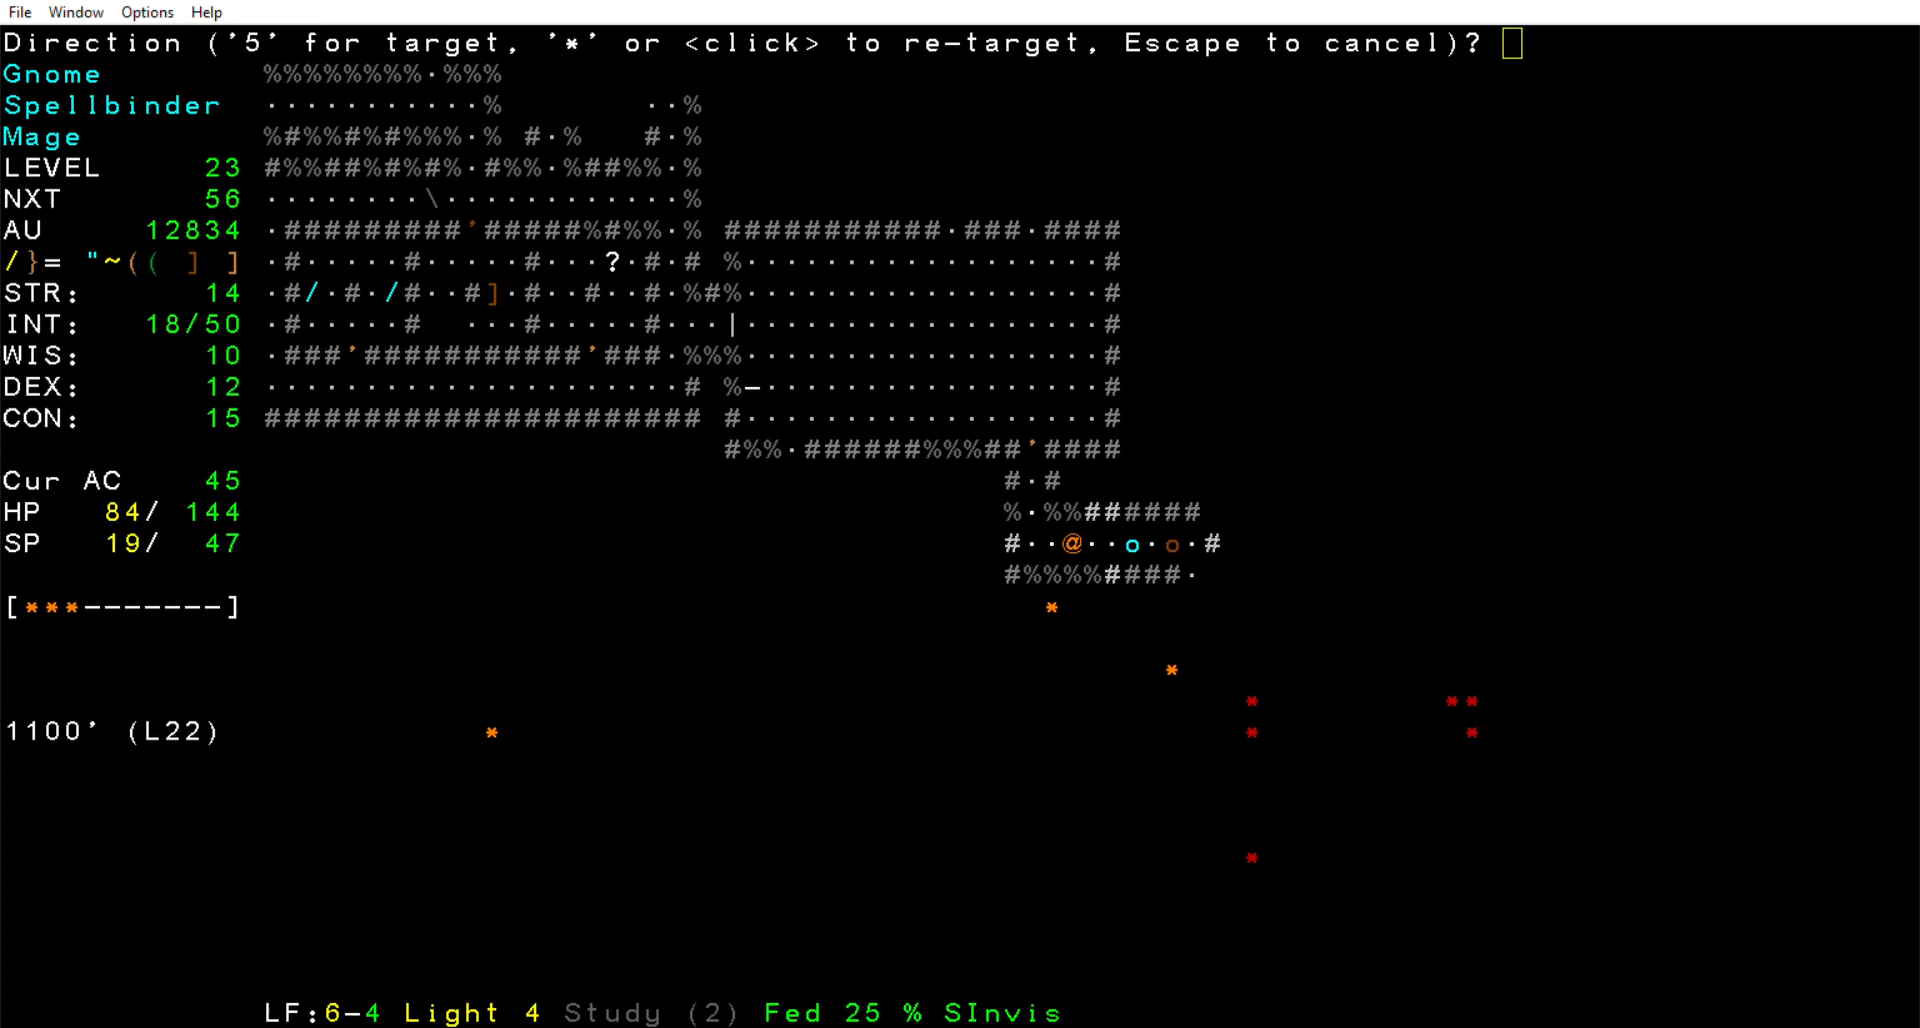 File Window Options Help
Direction ('5' for target, '*' or <click> to re-target, Escape to cancel)?
Gnome %%%%%%%%.%%%
Spellbinder ...........% ..%
Mage %#%%#%#%%%.% #.% #.%
LEVEL 23 #%%##%#%#%.#%%.%##%%.%
NXT 56 ........\............%
AU 12834 .#########'#####%#%%.% ###########.###.####
/}= "~(( ] ] .#.....#.....#...?.#.# %..................#
STR: 14 .#/.#./#..#].#..#..#.%#%..................#
INT: 18/50 .#.....# ...#.....#...|..................#
WIS: 10 .###'###########'###.%%%..................#
DEX: 12 .....................# %–.................#
CON: 15 ###################### #..................#
#%%.######%%%##'####
Cur AC 45 #.#
HP 84/ 144 %.%%######
SP 19/ 47 #..@..o.o.#
#%%%%####.
[***-------] *
*
* **
1100' (L22) * * *
*
LF:6-4 Light 4 Study (2) Fed 25 % SInvis